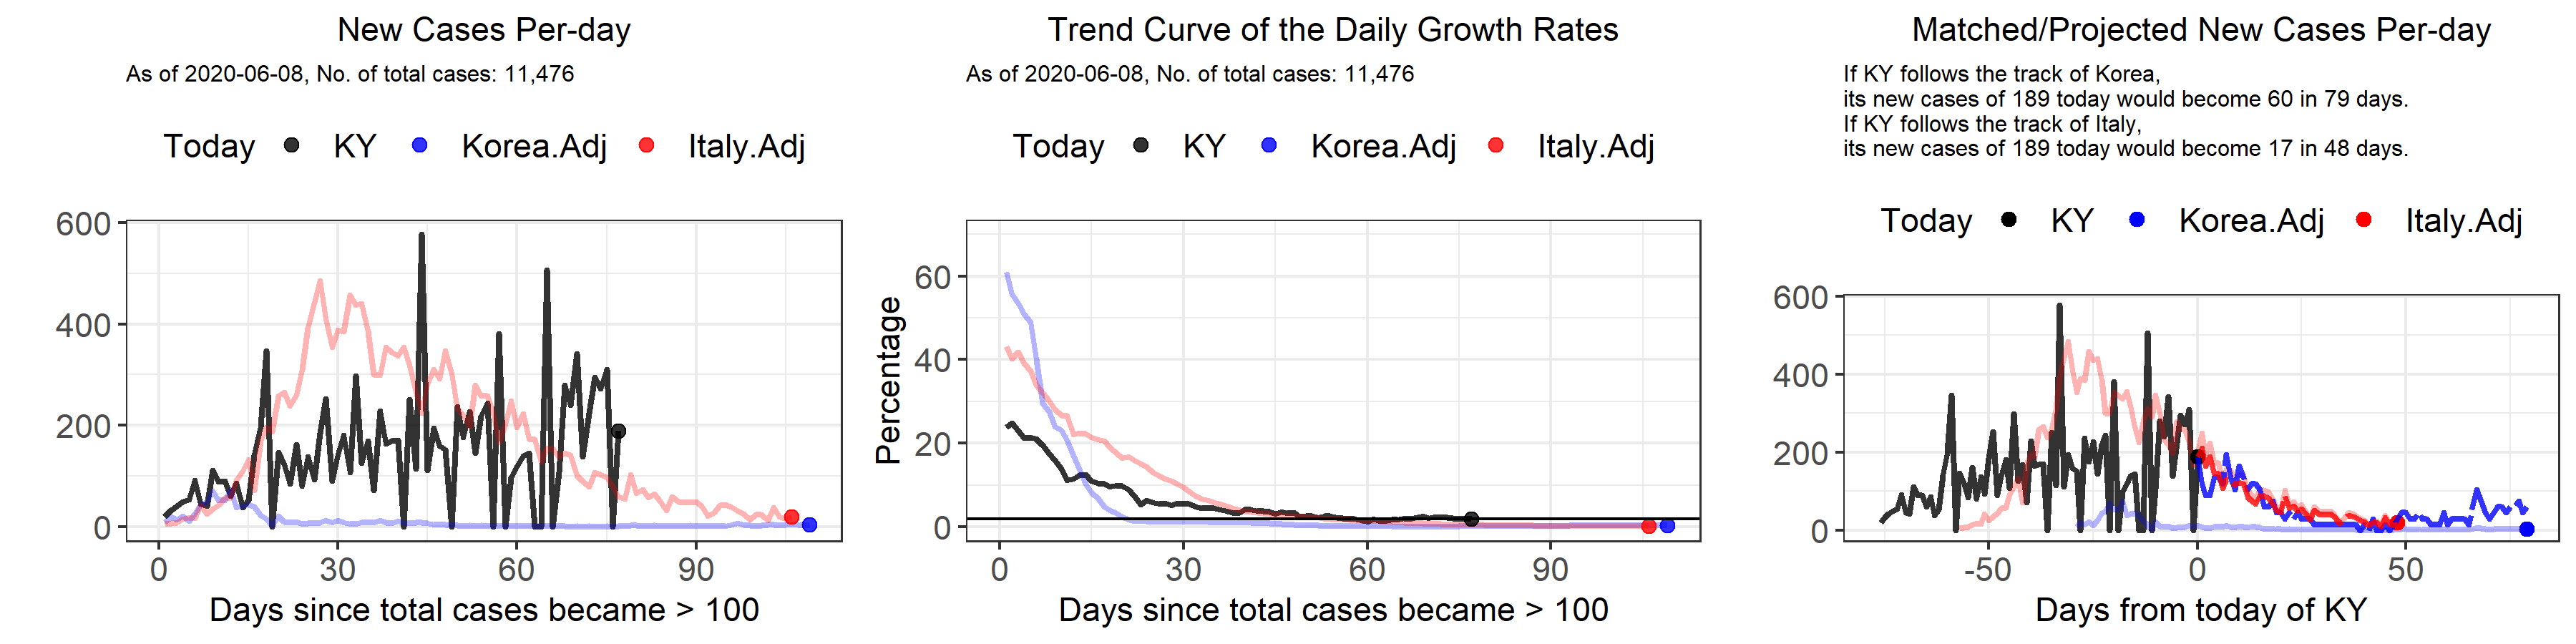 New Cases Per-day
As of 2020-06-08, No. of total cases: 11,476
Today KY Korea.Adj Italy.Adj
600
400
200
0
0 30 60 90
Days since total cases became > 100
Trend Curve of the Daily Growth Rates
As of 2020-06-08, No. of total cases: 11,476
Today KY Korea.Adj Italy.Adj
Percentage
60
40
20
0
0 30 60 90
Days since total cases became > 100
Matched/Projected New Cases Per-day
If KY follows the track of Korea,
its new cases of 189 today would become 60 in 79 days.
If KY follows the track of Italy,
its new cases of 189 today would become 17 in 48 days.
Today KY Korea.Adj Italy.Adj
600
400
200
0
-50 0 50
Days from today of KY